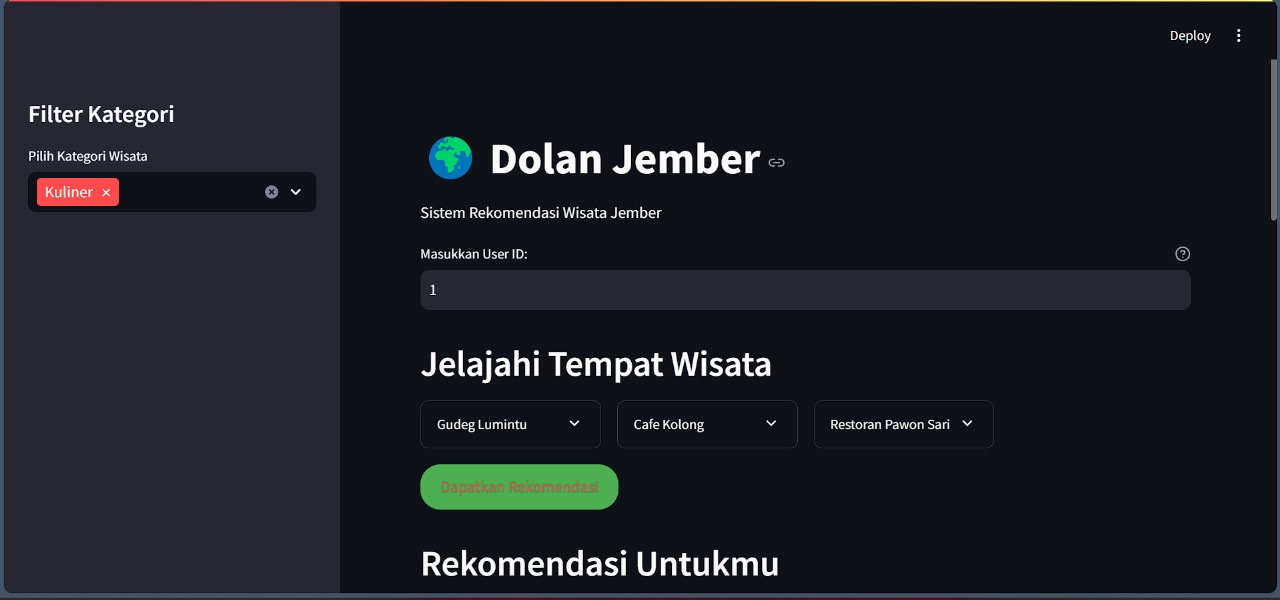 Deploy
Filter Kategori
Pilih Kategori Wisata
Kuliner
Dolan Jember
Sistem Rekomendasi Wisata Jember
Masukkan User ID:
1
Jelajahi Tempat Wisata
Gudeg Lumintu
Cafe Kolong
Restoran Pawon Sari
Dapatkan Rekomendasi
Rekomendasi Untukmu